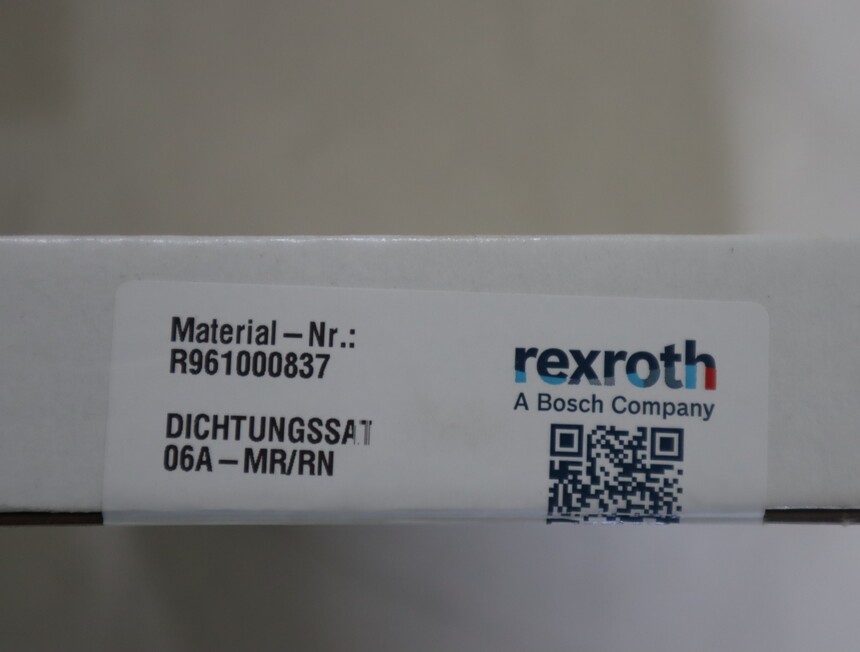 Material – Nr.:
R961000837
DICHTUNGSSAT
06A – MR/RN
rexroth
A Bosch Company